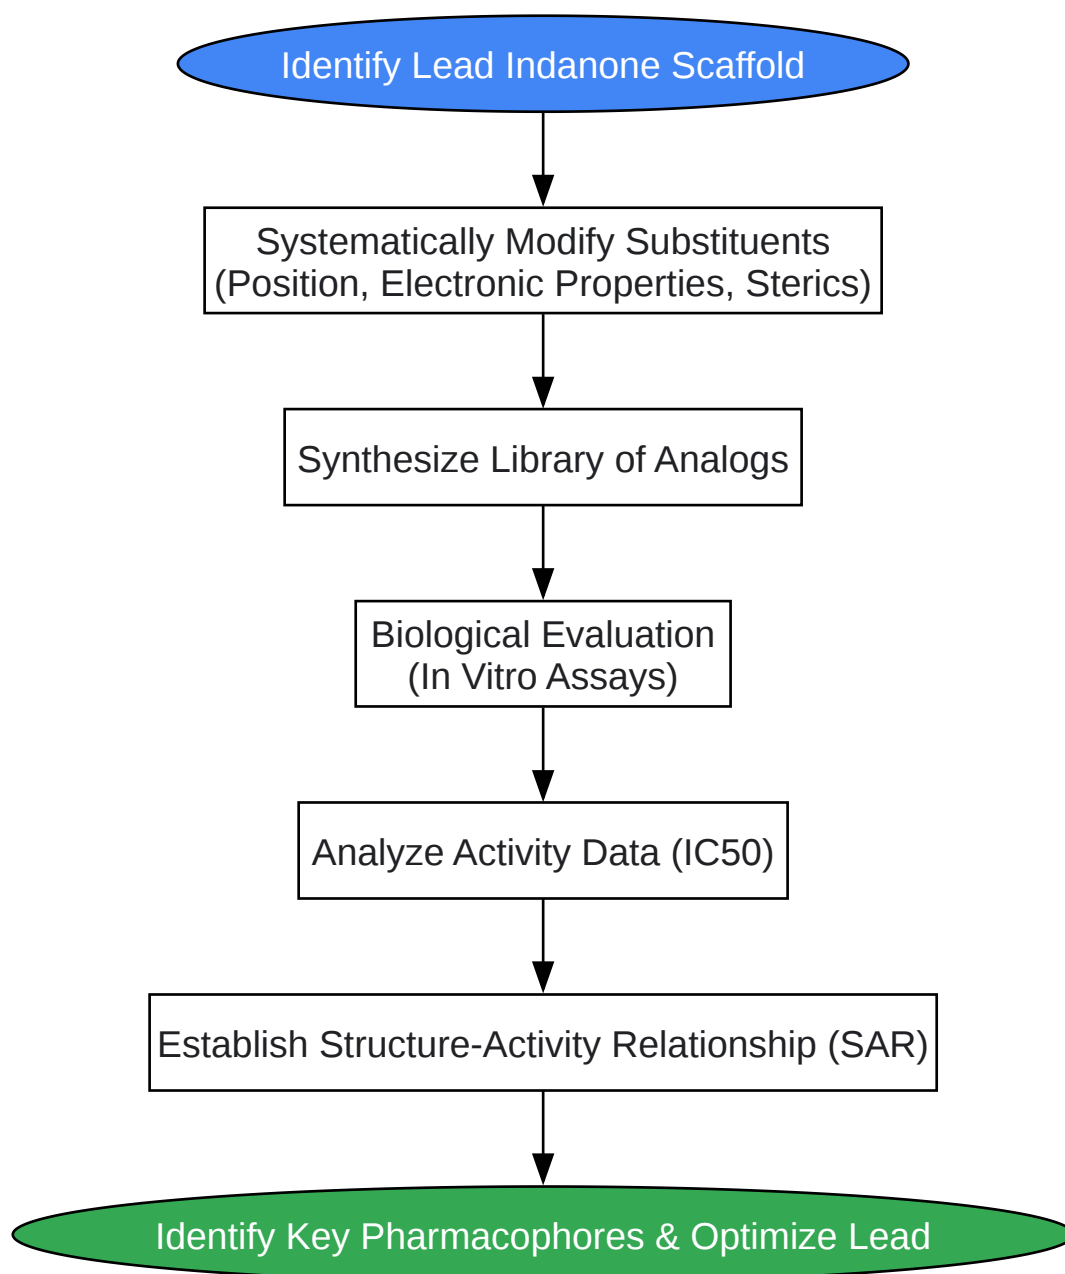 Identify Lead Indanone Scaffold
Systematically Modify Substituents
(Position, Electronic Properties, Sterics)
Synthesize Library of Analogs
Biological Evaluation
(In Vitro Assays)
Analyze Activity Data (IC50)
Establish Structure-Activity Relationship (SAR)
Identify Key Pharmacophores & Optimize Lead